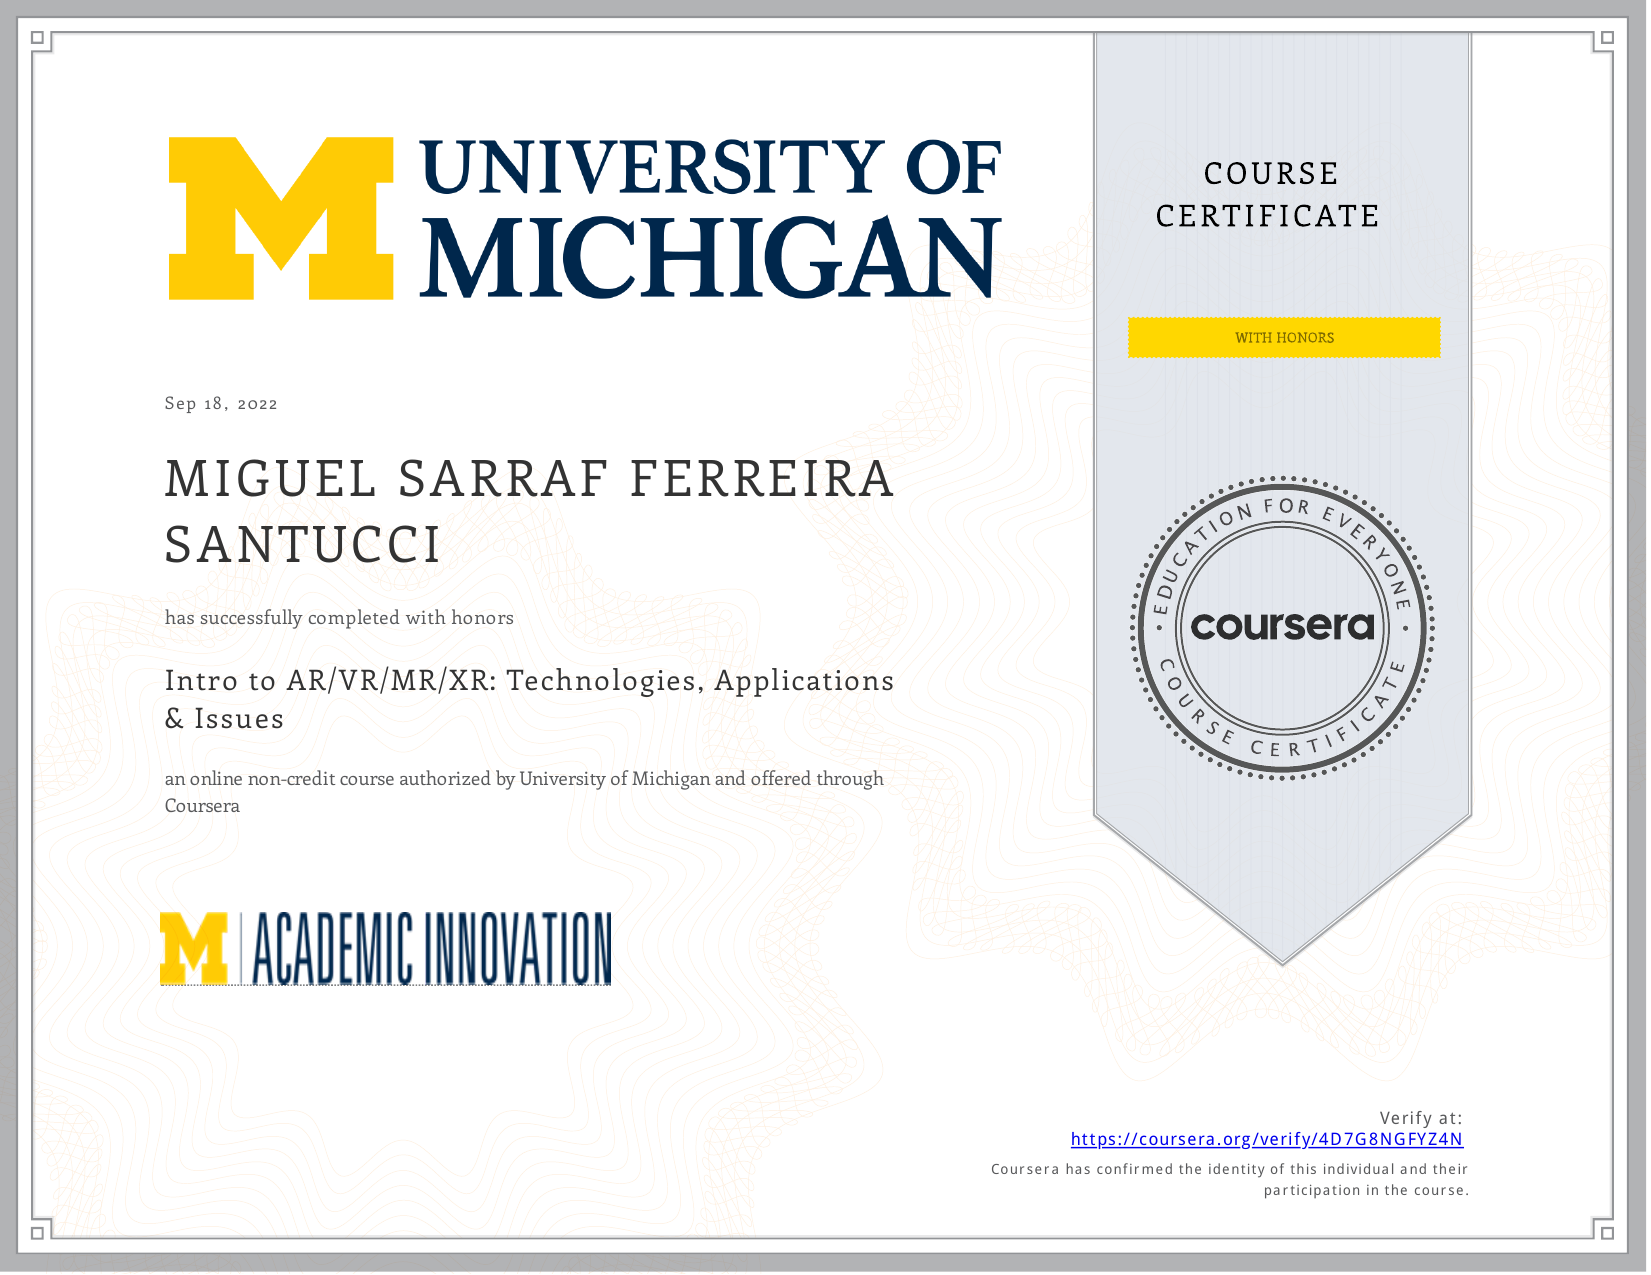 UNIVERSITY OF
MICHIGAN
COURSE
CERTIFICATE
WITH HONORS
Sep 18, 2022
MIGUEL SARRAF FERREIRA
SANTUCCI
has successfully completed with honors
Intro to AR/VR/MR/XR: Technologies, Applications
& Issues
an online non-credit course authorized by University of Michigan and offered through
Coursera
EDUCATION FOR EVERYONE
coursera
COURSE CERTIFICATE
M | ACADEMIC INNOVATION
Verify at:
https://coursera.org/verify/4D7G8NGFYZ4N
Coursera has confirmed the identity of this individual and their
participation in the course.